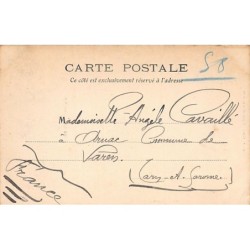 CARTE POSTALE
Ce côté est exclusivement réservé à l'adresse
58
Mademoiselle Angèle Cavaillé
à Arnac Commune de
Varen
(Tarn-et-Garonne.
France